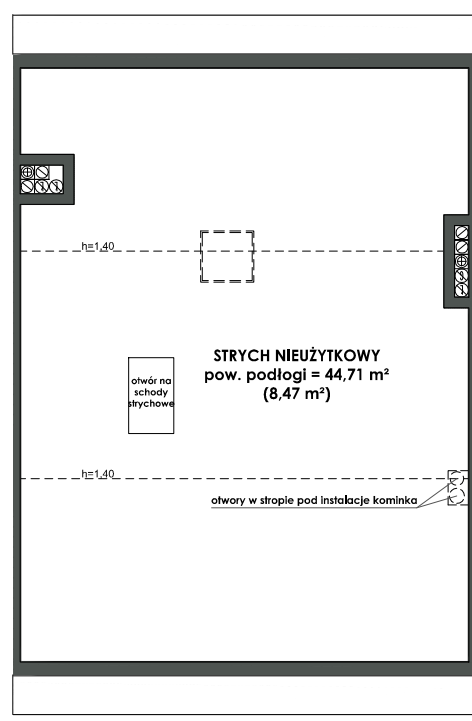 h=1,40
STRYCH NIEUŻYTKOWY
pow. podłogi = 44,71 m²
(8,47 m²)
otwór na
schody
strychowe
h=1,40
otwory w stropie pod instalacje kominka